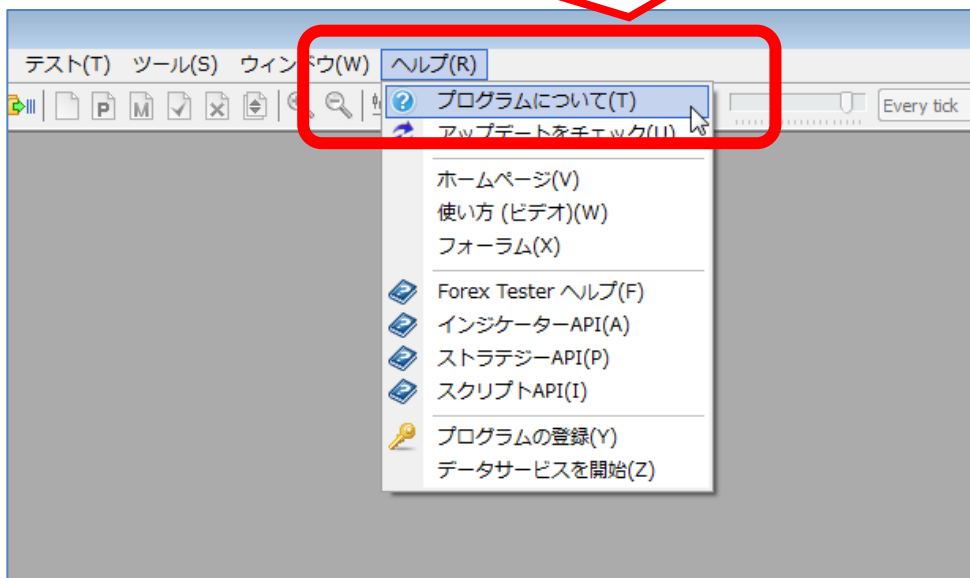 テスト(T) ツール(S) ウィンドウ(W) ヘルプ(R)
Every tick
プログラムについて(T)
アップデートをチェック(U)
ホームページ(V)
使い方 (ビデオ)(W)
フォーラム(X)
Forex Tester ヘルプ(F)
インジケーターAPI(A)
ストラテジーAPI(P)
スクリプトAPI(I)
プログラムの登録(Y)
データサービスを開始(Z)